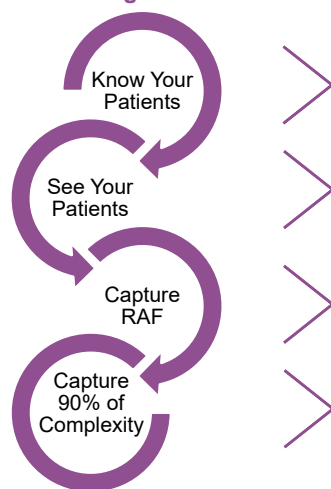 Know Your
Patients
See Your
Patients
Capture
RAF
Capture
90% of
Complexity